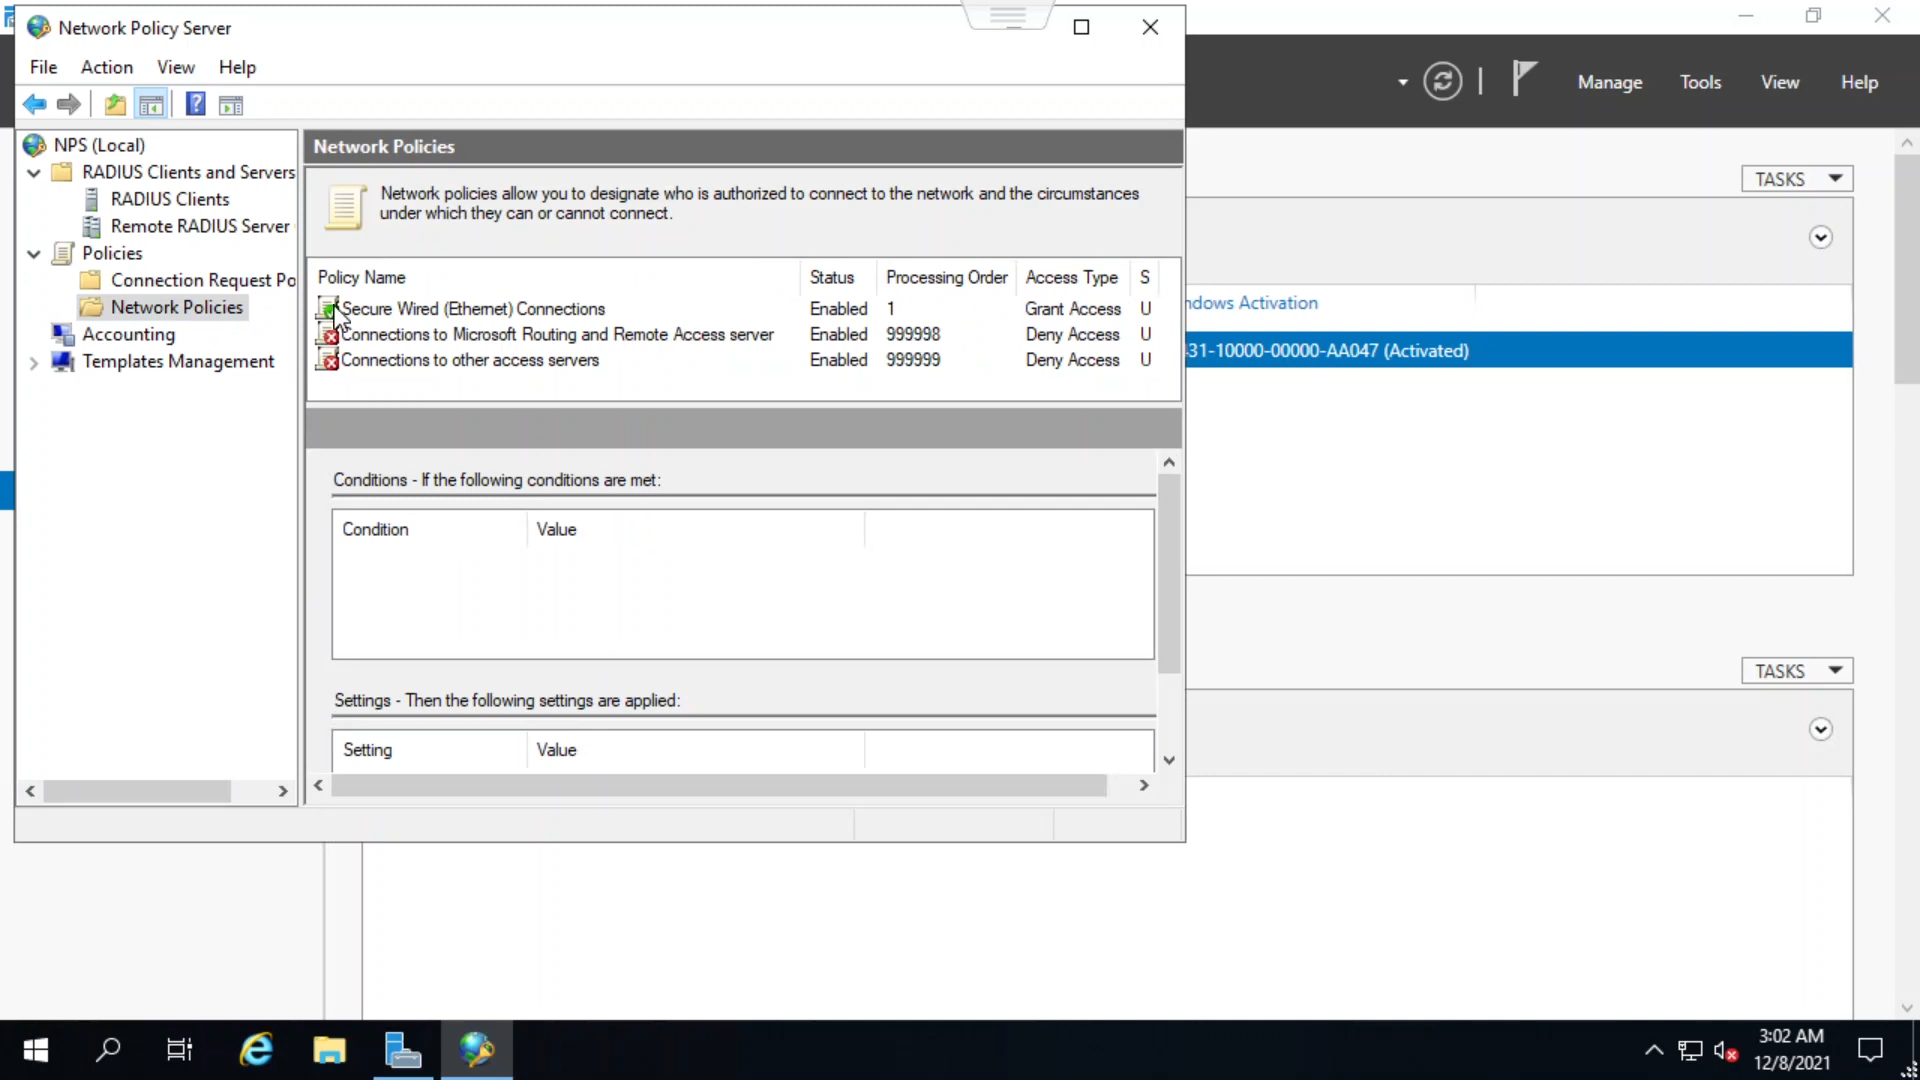 Network Policy Server
File Action View Help
Manage Tools View Help
NPS (Local)
RADIUS Clients and Servers
RADIUS Clients
Remote RADIUS Server
Policies
Connection Request Po
Network Policies
Accounting
Templates Management
Network Policies
Network policies allow you to designate who is authorized to connect to the network and the circumstances
under which they can or cannot connect.
Policy Name Status Processing Order Access Type S
Secure Wired (Ethernet) Connections Enabled 1 Grant Access U
Connections to Microsoft Routing and Remote Access server Enabled 999998 Deny Access U
Connections to other access servers Enabled 999999 Deny Access U
Conditions - If the following conditions are met:
Condition Value
Settings - Then the following settings are applied:
Setting Value
TASKS
ndows Activation
431-10000-00000-AA047 (Activated)
TASKS
3:02 AM
12/8/2021